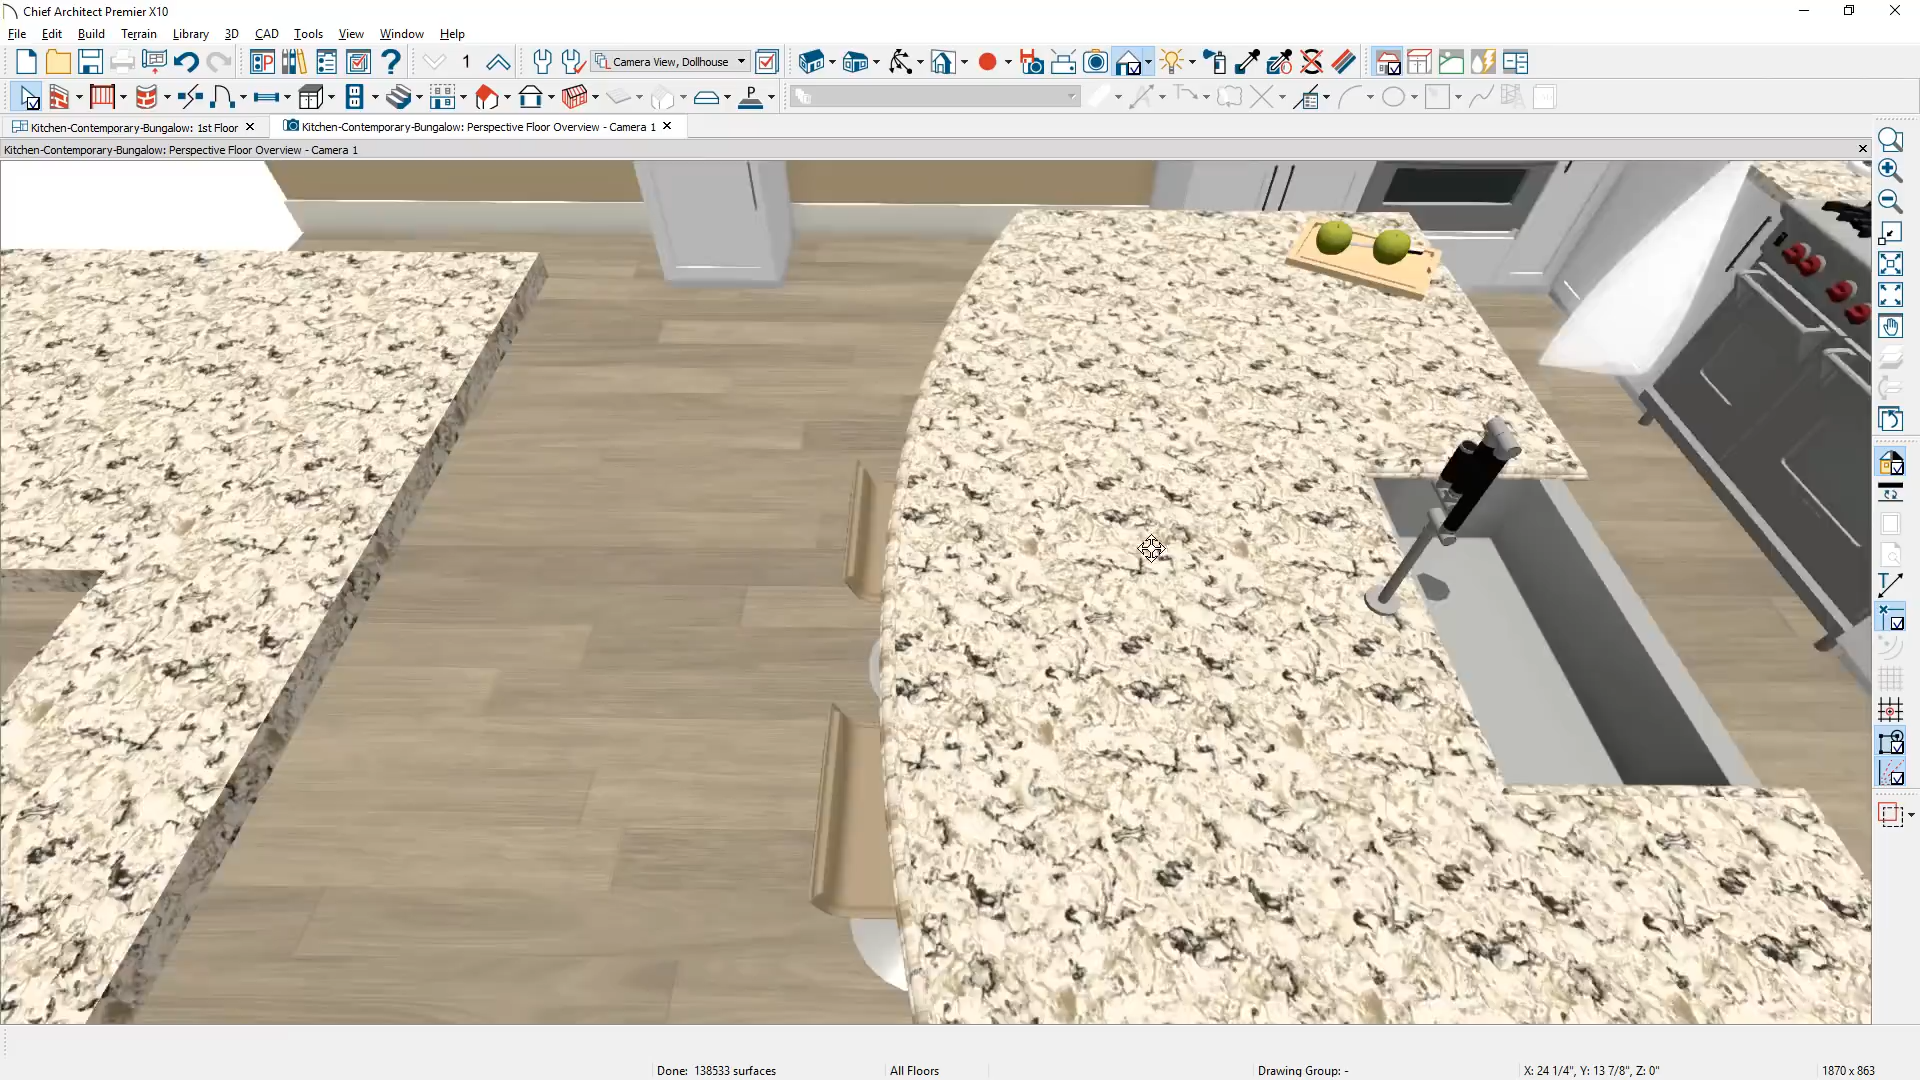 Chief Architect Premier X10
File Edit Build Terrain Library 3D CAD Tools View Window Help
1 Camera View, Dollhouse
Kitchen-Contemporary-Bungalow: 1st Floor Kitchen-Contemporary-Bungalow: Perspective Floor Overview - Camera 1
Kitchen-Contemporary-Bungalow: Perspective Floor Overview - Camera 1
Done: 138533 surfaces All Floors Drawing Group: - X: 24 1/4", Y: 13 7/8", Z: 0" 1870 x 863